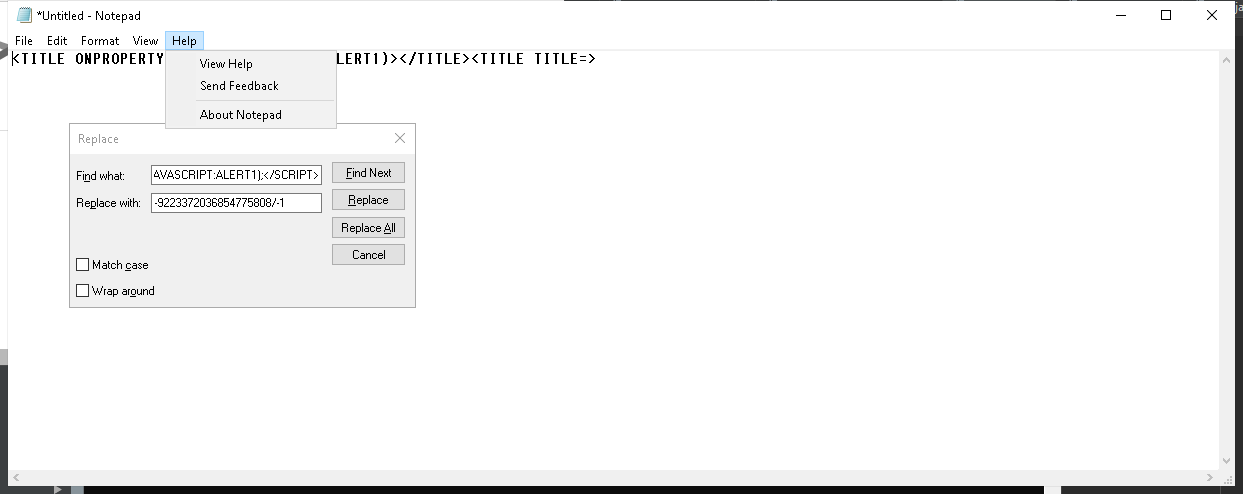 *Untitled - Notepad
File Edit Format View Help
<TITLE ONPROPERTY LERT1)></TITLE><TITLE TITLE=>
View Help
Send Feedback
About Notepad
Replace
Find what: AVASCRIPT:ALERT1);</SCRIPT> Find Next
Replace with: -9223372036854775808/-1 Replace
Replace All
Cancel
Match case
Wrap around